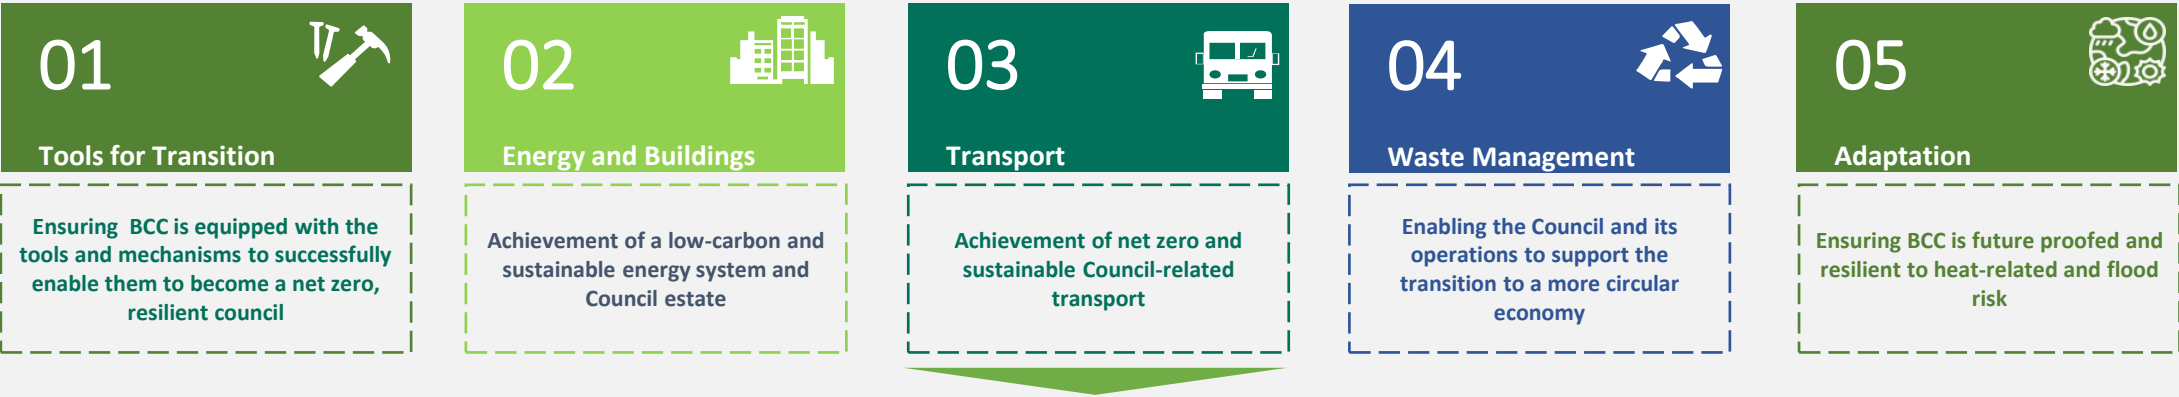 01
Tools for Transition
Ensuring  BCC is equipped with the
tools and mechanisms to successfully
enable them to become a net zero,
resilient council
02
Energy and Buildings
Achievement of a low-carbon and
sustainable energy system and
Council estate
03
Transport
Achievement of net zero and
sustainable Council-related
transport
04
Waste Management
Enabling the Council and its
operations to support the
transition to a more circular
economy
05
Adaptation
Ensuring BCC is future proofed and
resilient to heat-related and flood
risk